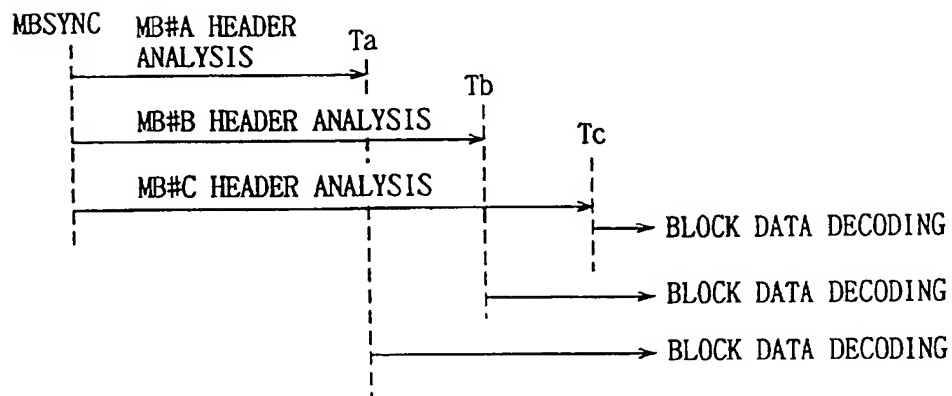 MBSYNC
MB#A HEADER
ANALYSIS
Ta
Tb
MB#B HEADER ANALYSIS
Tc
MB#C HEADER ANALYSIS
BLOCK DATA DECODING
BLOCK DATA DECODING
BLOCK DATA DECODING